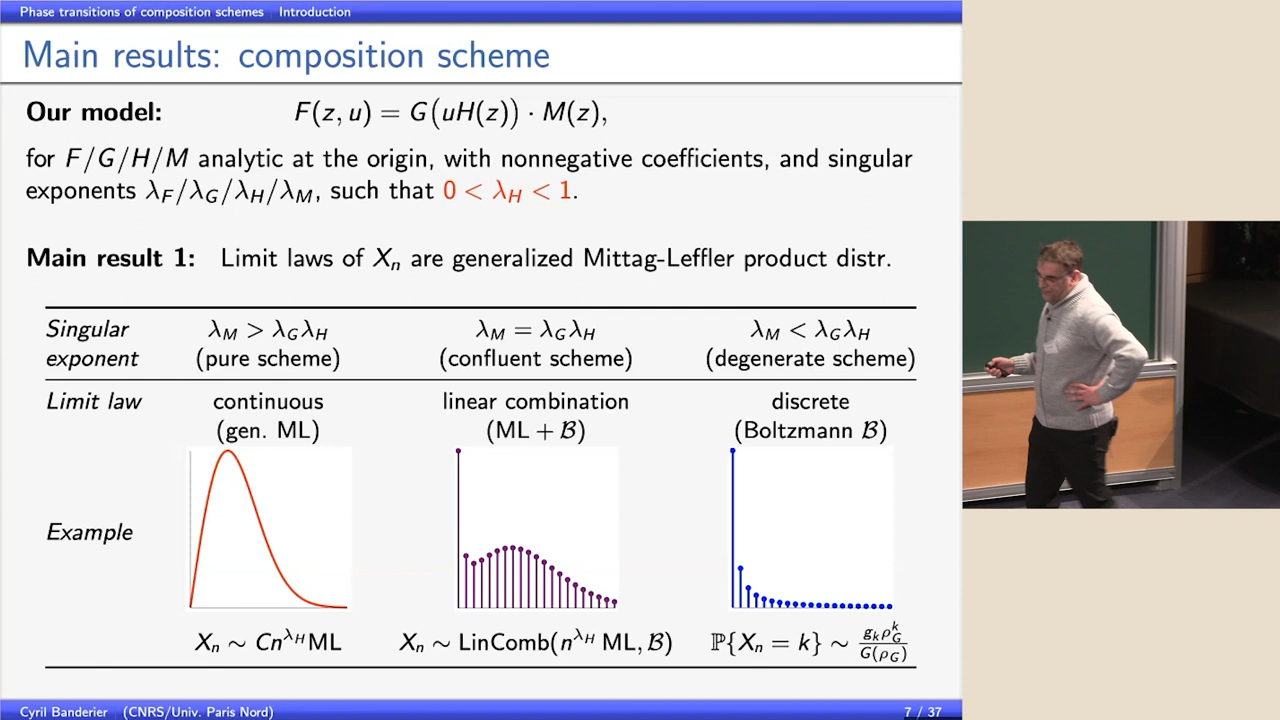 Phase transitions of composition schemes Introduction
Main results: composition scheme
Our model: F(z, u) = G(uH(z)) · M(z),
for F/G/H/M analytic at the origin, with nonnegative coefficients, and singular
exponents λ_F/λ_G/λ_H/λ_M, such that 0 < λ_H < 1.
Main result 1: Limit laws of X_n are generalized Mittag-Leffler product distr.
Singular λ_M > λ_Gλ_H λ_M = λ_Gλ_H λ_M < λ_Gλ_H
exponent (pure scheme) (confluent scheme) (degenerate scheme)
Limit law continuous linear combination discrete
(gen. ML) (ML + ℬ) (Boltzmann ℬ)
Example
X_n ∼ Cn^{λ_H} ML X_n ∼ LinComb(n^{λ_H} ML, ℬ) ℙ{X_n = k} ∼ \frac{g_k ρ_G^k}{G(ρ_G)}
Cyril Banderier (CNRS/Univ. Paris Nord) 7 / 37